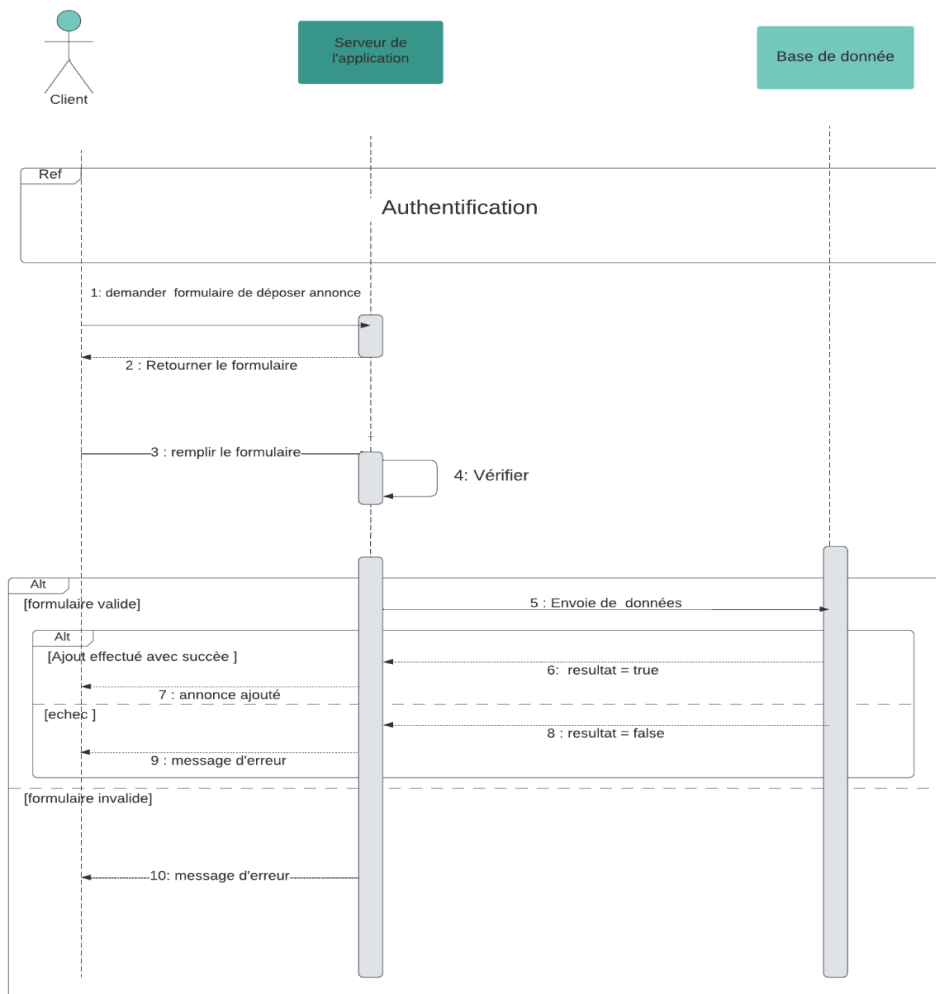 Serveur de
l'application
Base de donnée
Client
Ref
Authentification
1: demander formulaire de déposer annonce
2 : Retourner le formulaire
3 : remplir le formulaire
4: Vérifier
Alt
[formulaire valide]
5 : Envoie de données
Alt
[Ajout effectué avec succè ]
6: resultat = true
7 : annonce ajouté
[echec ]
8 : resultat = false
9 : message d'erreur
[formulaire invalide]
10: message d'erreur